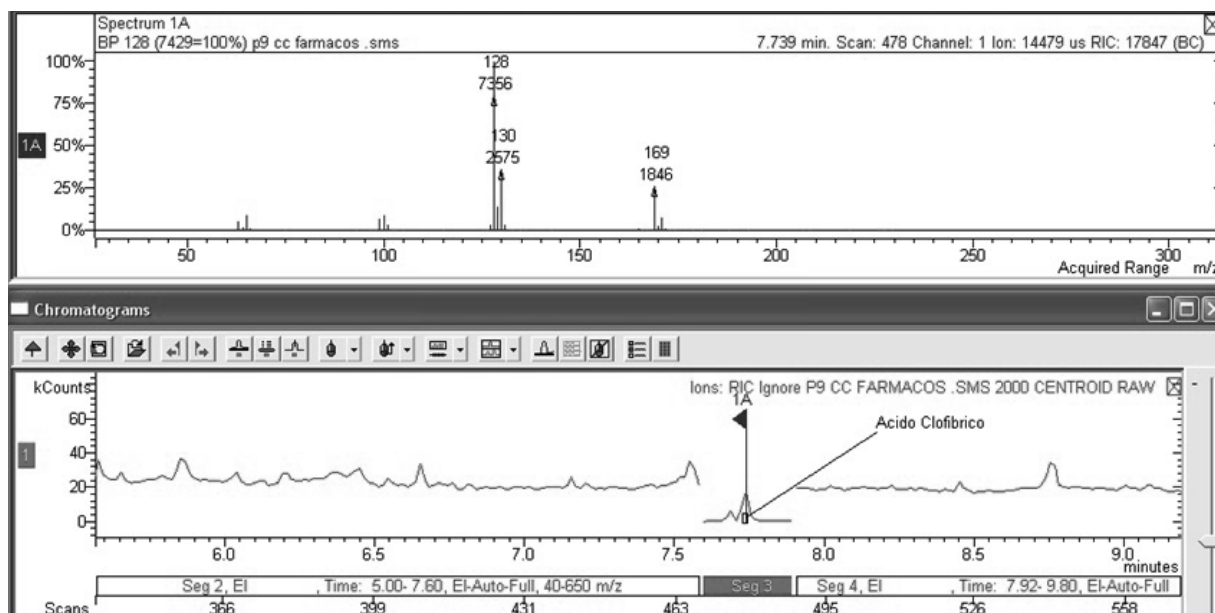 Spectrum 1A
BP 128 (7429=100%) p9 cc farmacos .sms
7.739 min. Scan: 478 Channel: 1 Ion: 14479 us RIC: 17847 (BC)
100%
128
7356
75%
1A
50%
130
2575
169
1846
25%
0%
50 100 150 200 250 300
Acquired Range m/z
Chromatograms
kCounts
Ions: RIC Ignore P9 CC FARMACOS .SMS 2000 CENTROID RAW
1A
60
Acido Clofibrico
40
1
20
0
6.0 6.5 7.0 7.5 8.0 8.5 9.0
minutes
Seg 2, EI , Time: 5.00- 7.60, EI-Auto-Full, 40-650 m/z Seg 3 Seg 4, EI , Time: 7.92- 9.80, EI-Auto-Full
Scans 366 399 431 463 495 526 558